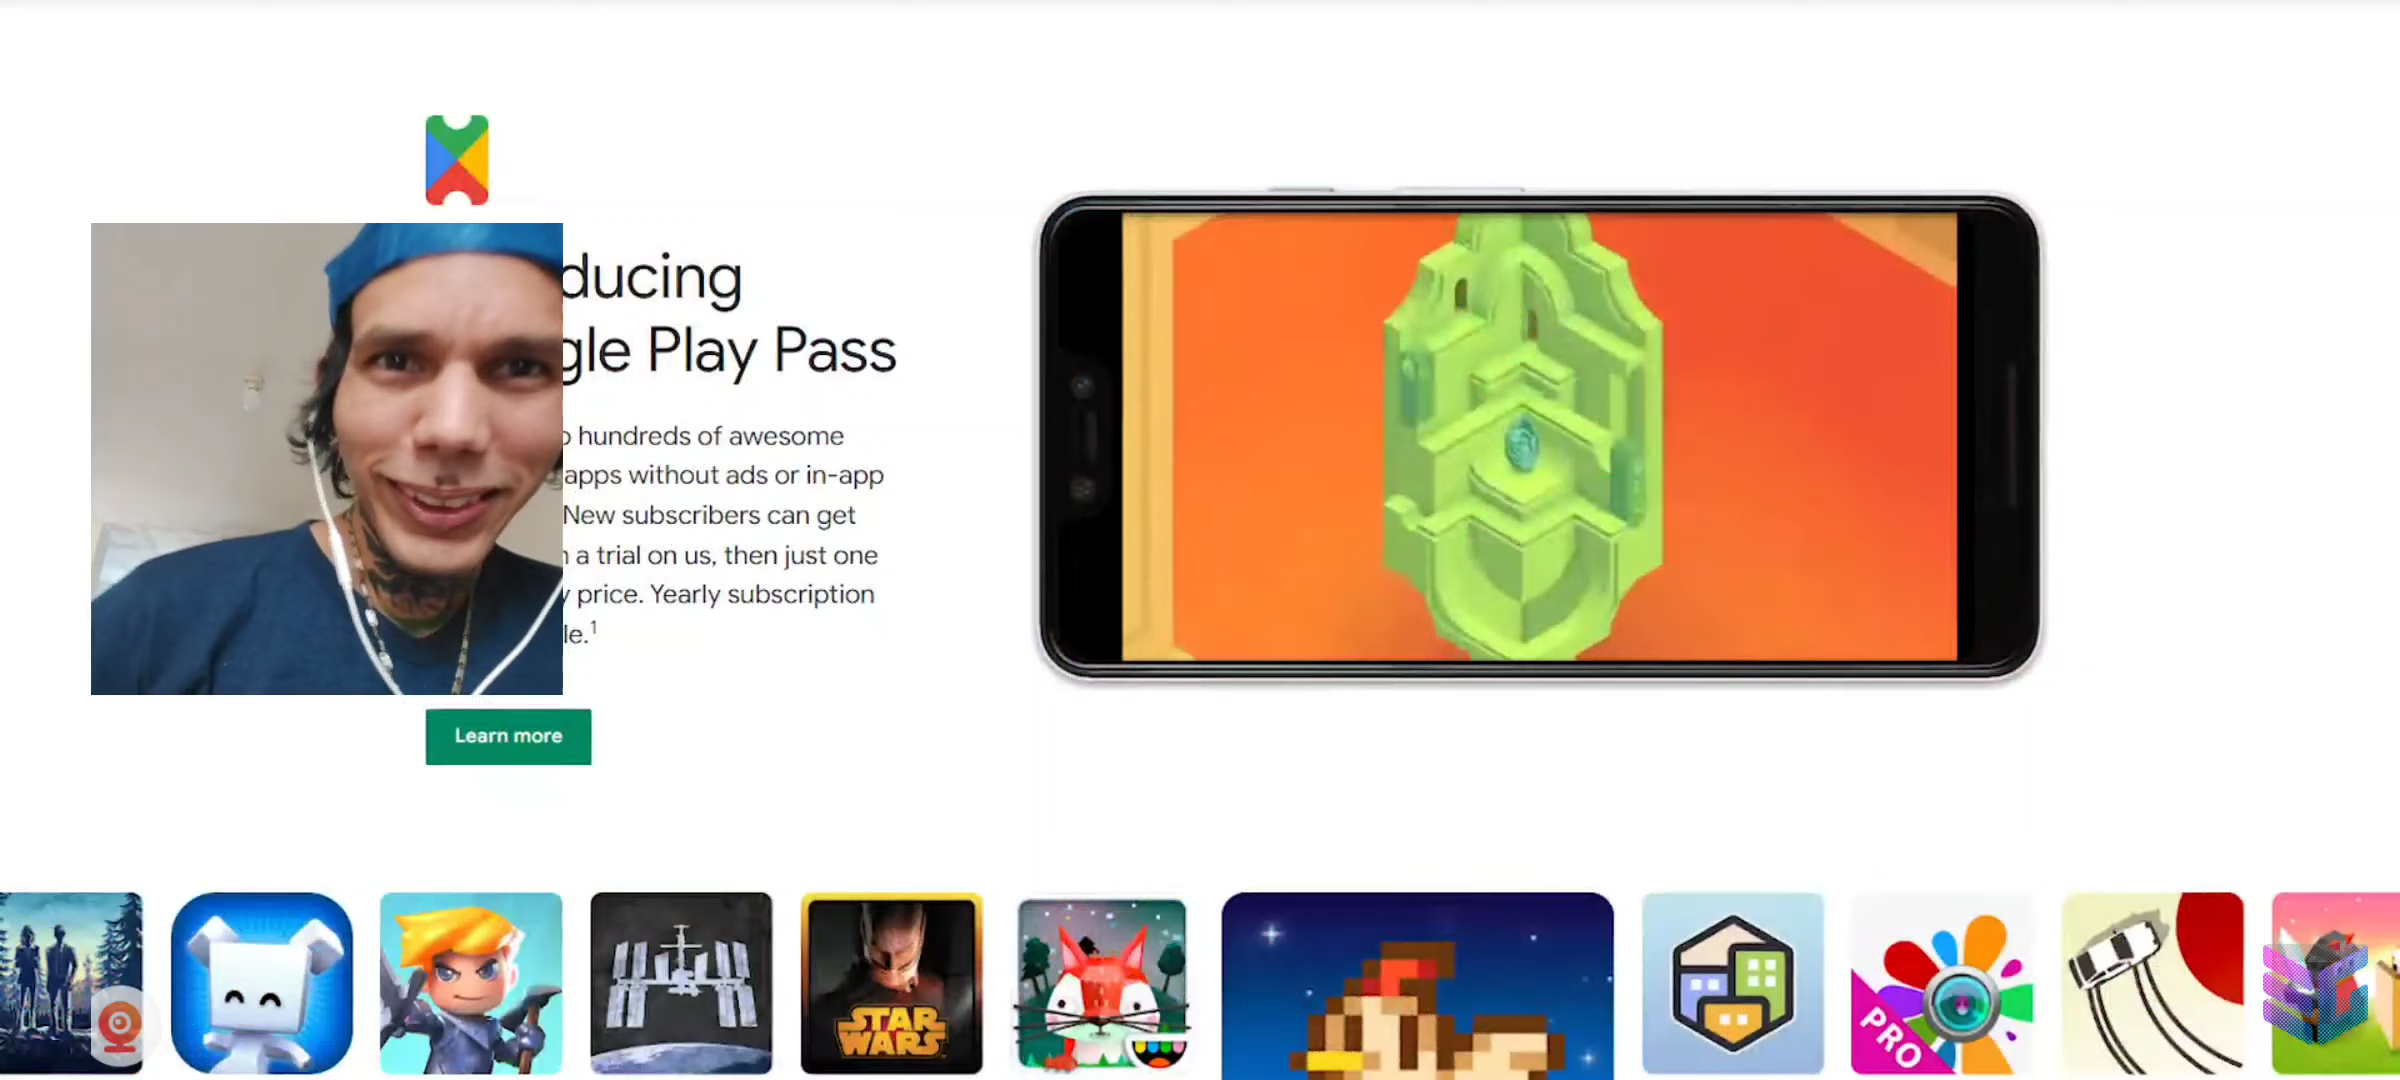 ducing
gle Play Pass
hundreds of awesome
apps without ads or in-app
New subscribers can get
a trial on us, then just one
price. Yearly subscription
le.1
Learn more
STAR
WARS
PRO